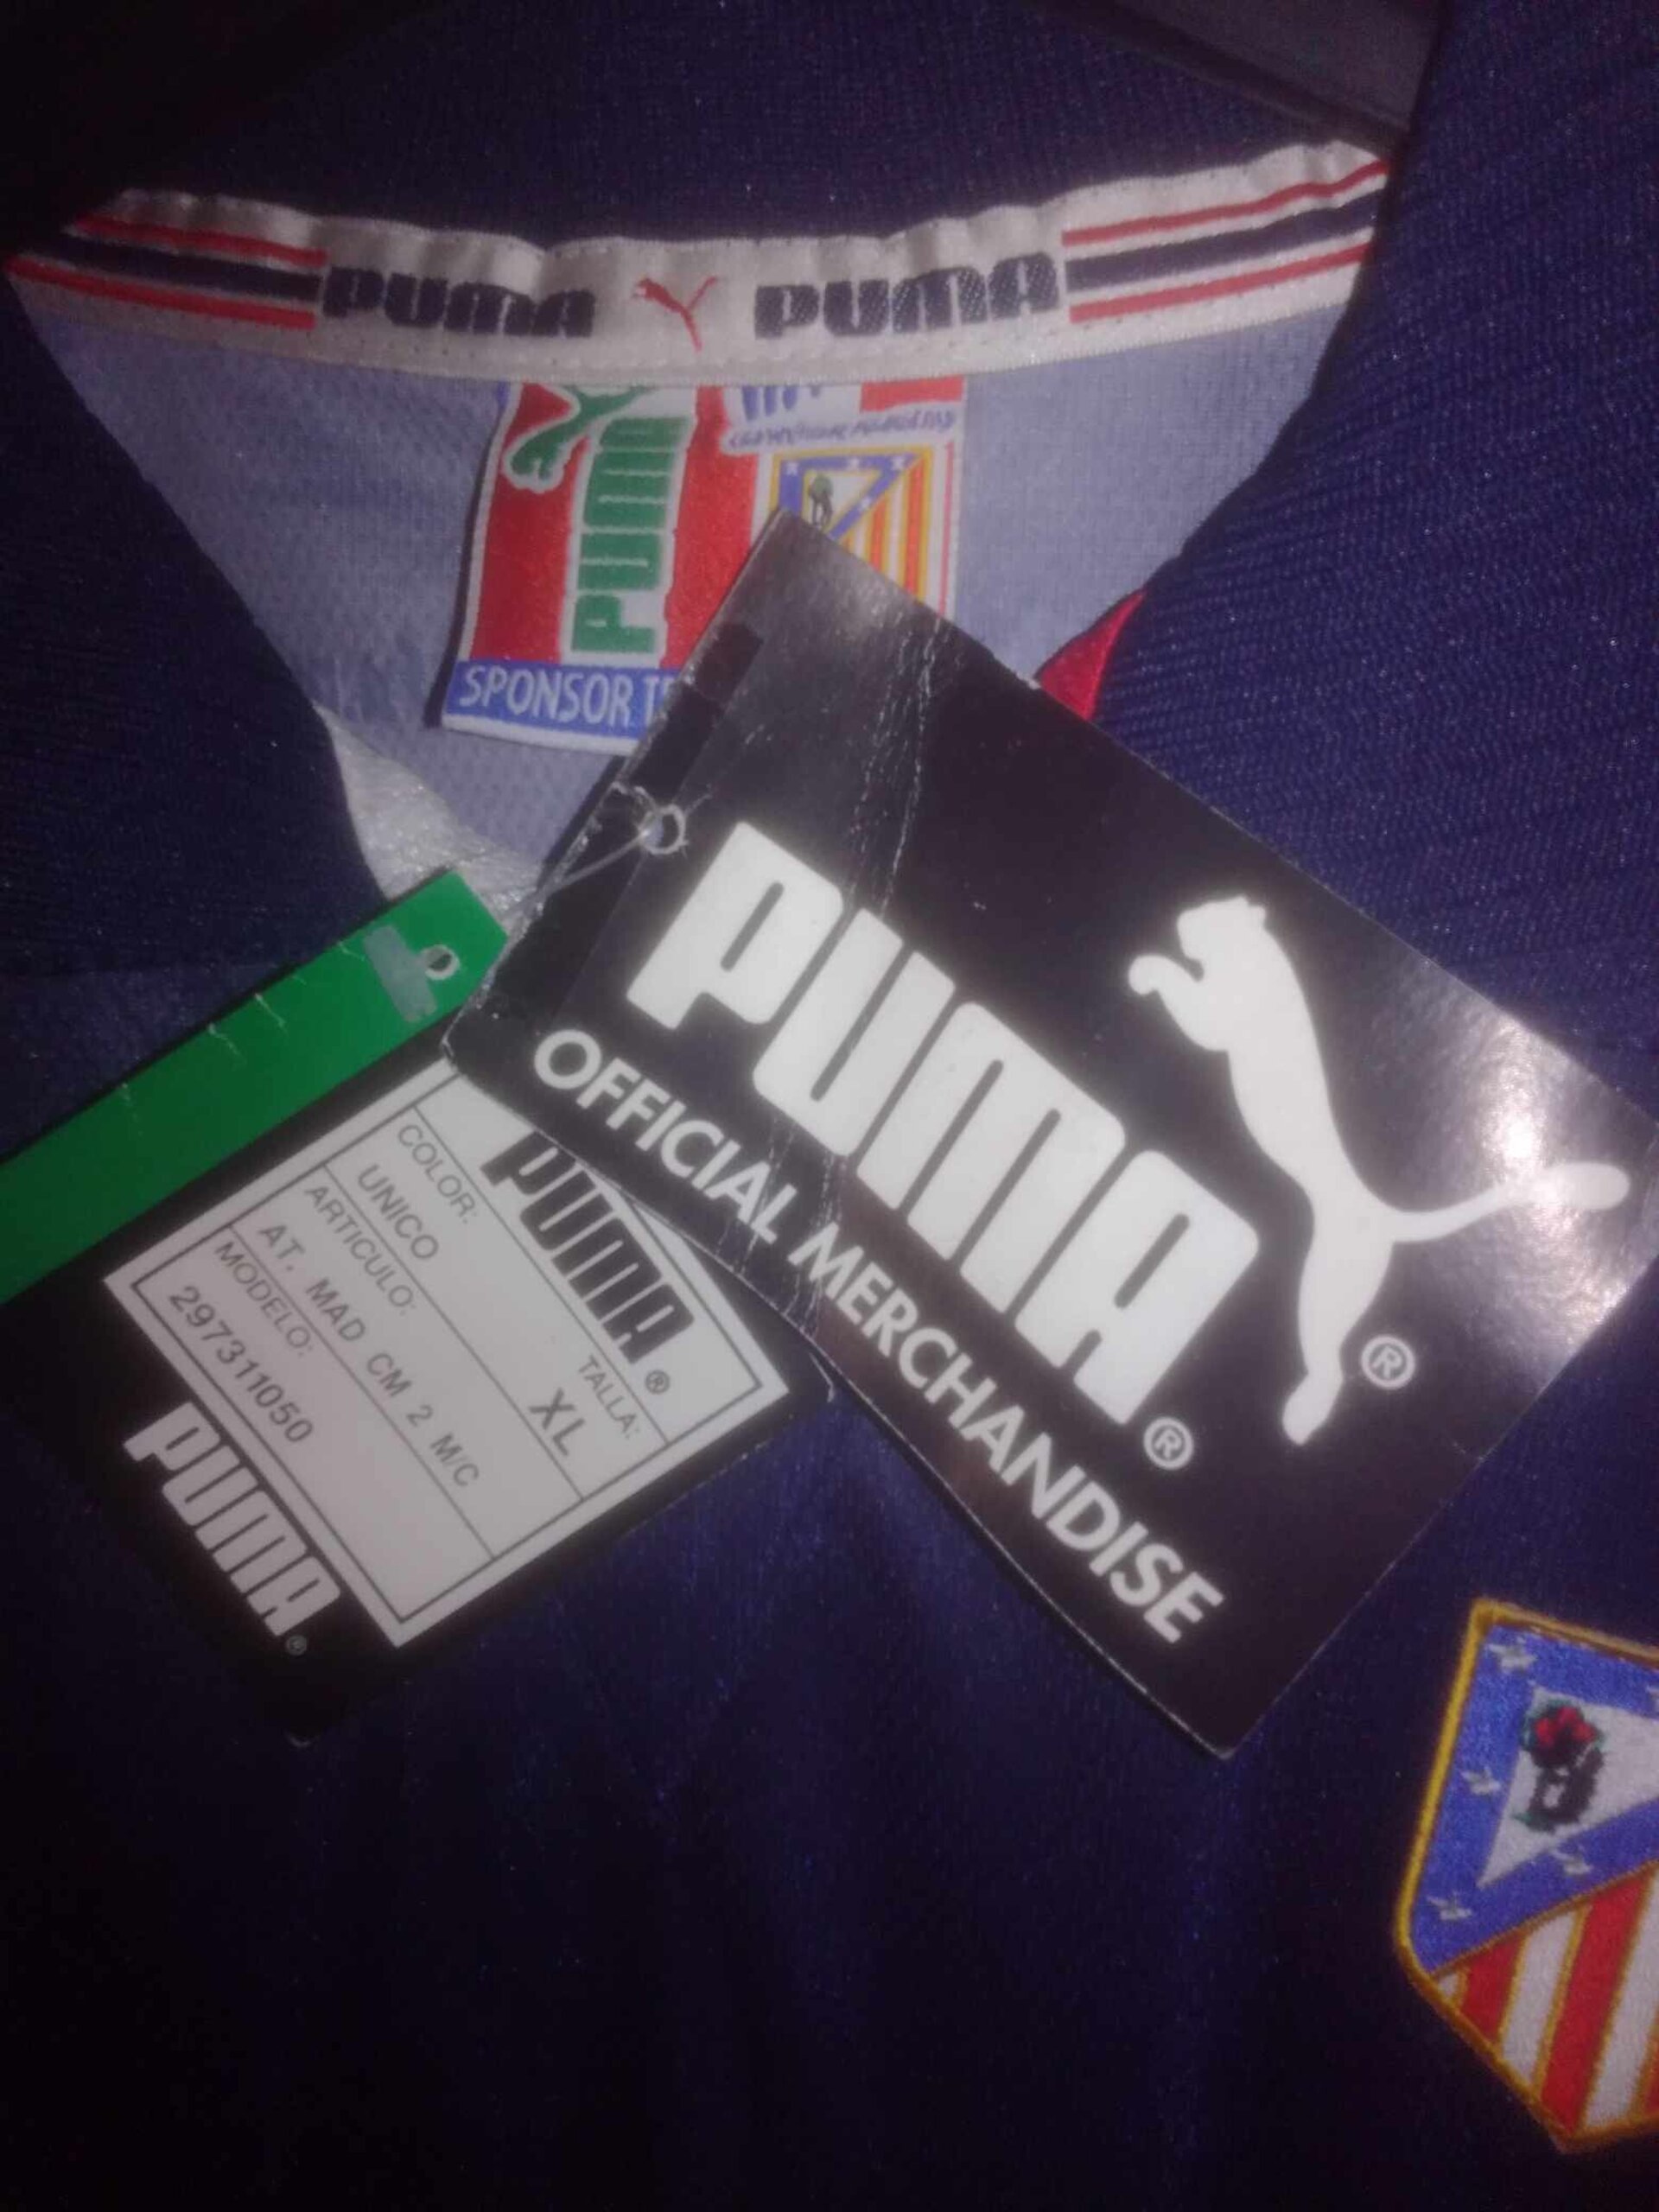 PUMA PUMA
PUMA
SPONSOR
PUMA®
®
OFFICIAL MERCHANDISE
PUMA®
COLOR: TALLA:
UNICO XL
ARTICULO:
AT. MAD CM 2 M/C
MODELO:
297311050
PUMA®